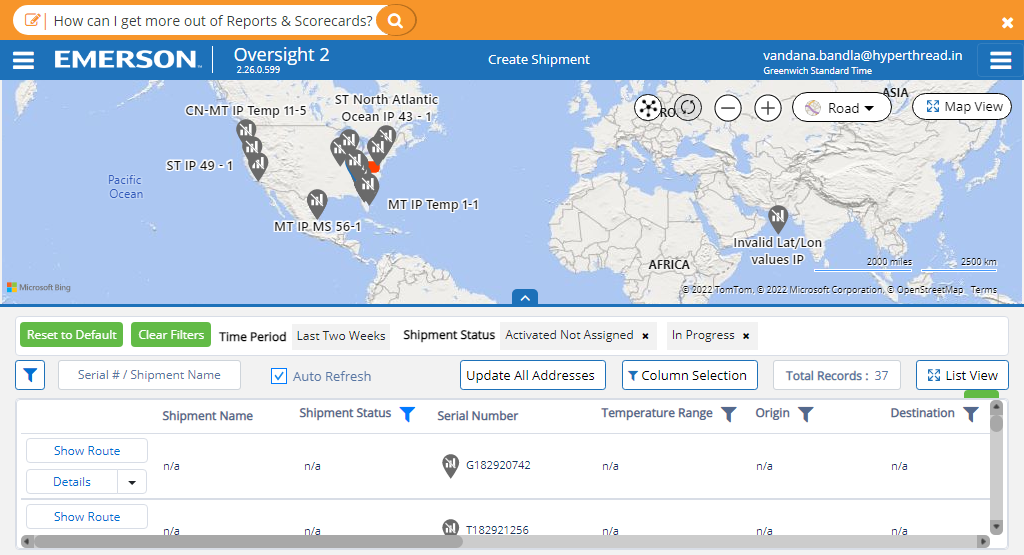 How can I get more out of Reports & Scorecards?
EMERSON.
Oversight 2
2.26.0.599
Create Shipment
vandana.bandla@hyperthread.in
Greenwich Standard Time
CN-MT IP Temp 11-5
ST North Atlantic
Ocean IP 43 - 1
ASIA
Road
Map View
ST IP 49 - 1
Pacific
Ocean
MT IP Temp 1-1
MT IP MS 56-1
Invalid Lat/Lon
values IP
AFRICA
2000 miles
2500 km
Microsoft Bing
© 2022 TomTom, © 2022 Microsoft Corporation, © OpenStreetMap Terms
Reset to Default
Clear Filters
Time Period
Last Two Weeks
Shipment Status
Activated Not Assigned ×
In Progress ×
Serial # / Shipment Name
Auto Refresh
Update All Addresses
Column Selection
Total Records : 37
List View
Shipment Name
Shipment Status
Serial Number
Temperature Range
Origin
Destination
Show Route
Details
n/a
n/a
G182920742
n/a
n/a
n/a
Show Route
n/a
n/a
T182921256
n/a
n/a
n/a